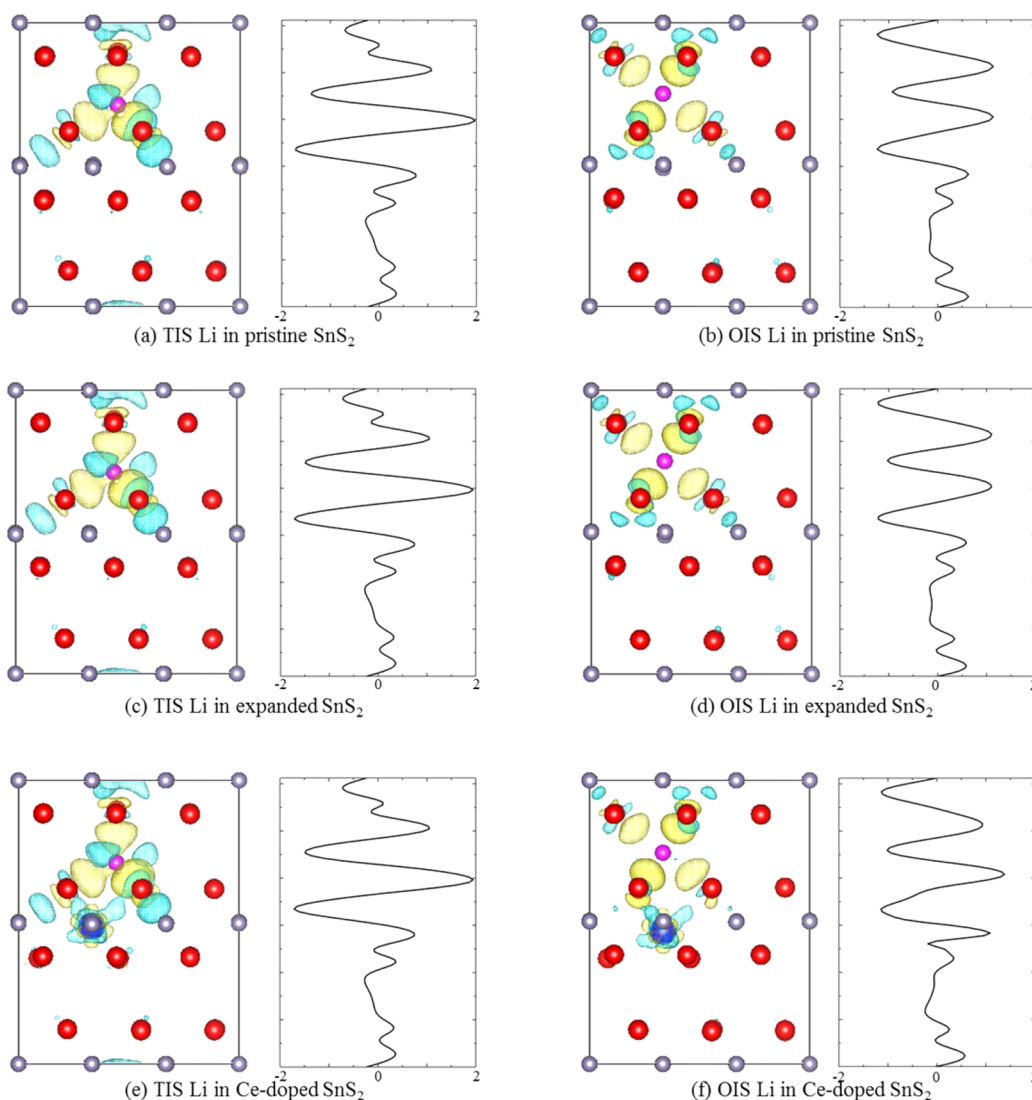 -2 0 2 -2 0 2
(a) TIS Li in pristine SnS₂ (b) OIS Li in pristine SnS₂
-2 0 2 -2 0 2
(c) TIS Li in expanded SnS₂ (d) OIS Li in expanded SnS₂
-2 0 2 -2 0 2
(e) TIS Li in Ce-doped SnS₂ (f) OIS Li in Ce-doped SnS₂